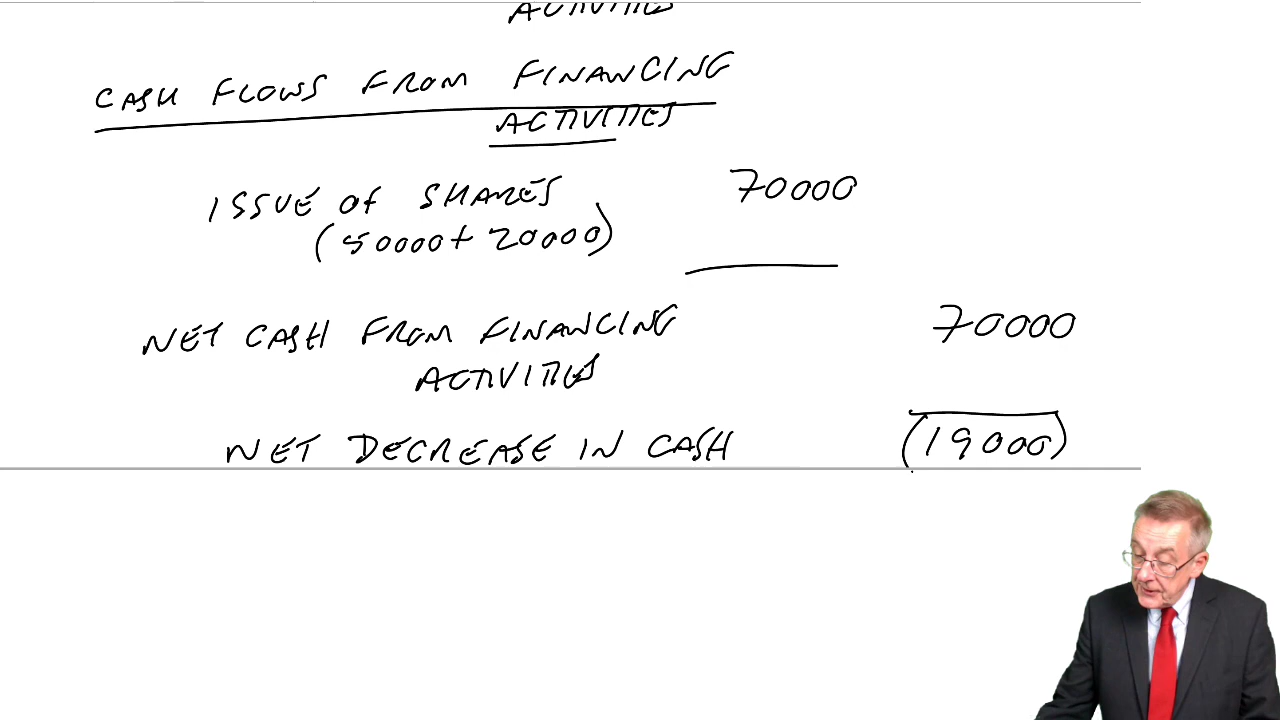 ACTIVITIES
CASH FLOWS FROM FINANCING
ACTIVITIES
ISSUE OF SHARES 70000
(50000 + 20000)
NET CASH FROM FINANCING 70000
ACTIVITIES
NET DECREASE IN CASH (19000)